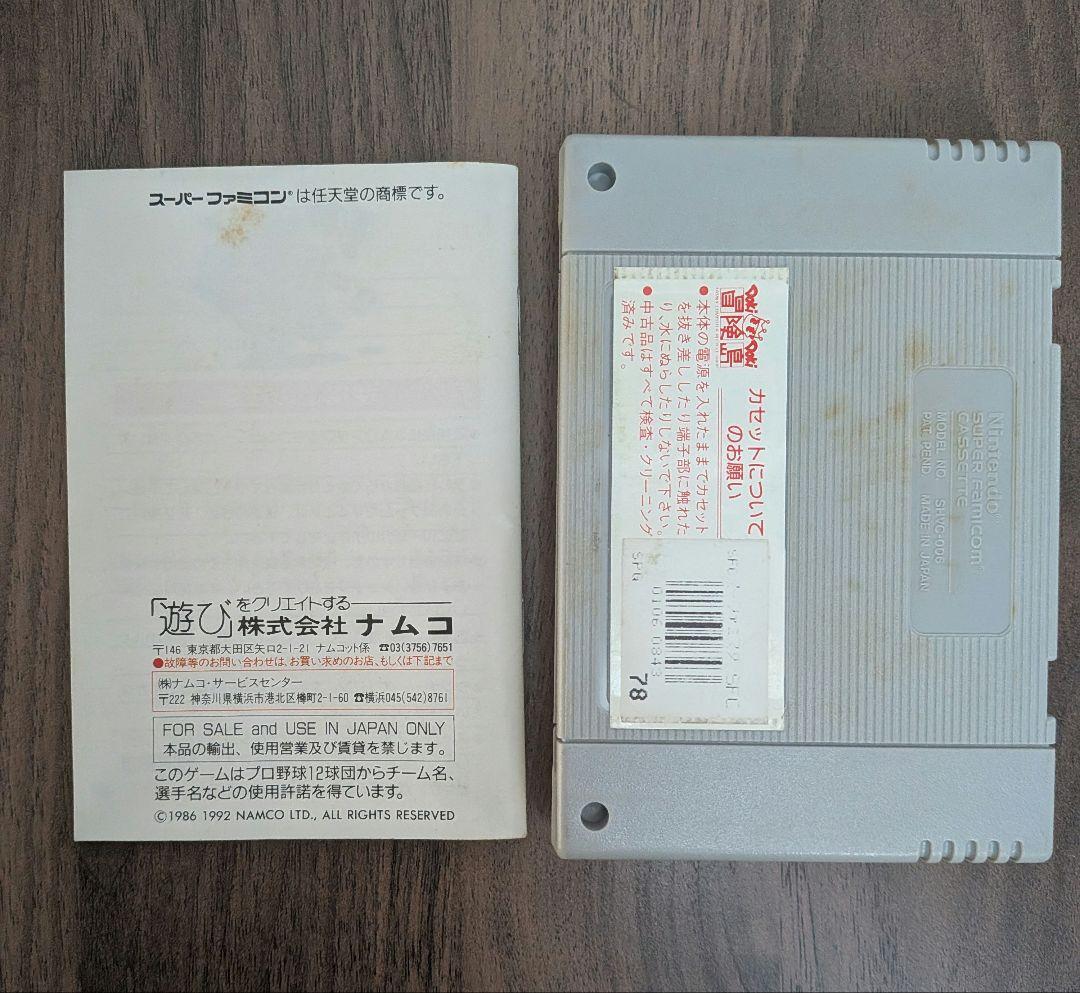 スーパーファミコン®は任天堂の商標です。
「遊び」をクリエイトする
株式会社 ナムコ
〒146 東京都大田区矢口2-1-21 ナムコット係 ☎03(3756)7651
●故障等のお問い合わせは、お買い求めのお店、もしくは下記まで
㈱ナムコ・サービスセンター
〒222 神奈川県横浜市港北区樽町2-1-60 ☎横浜045(542)8761
FOR SALE and USE IN JAPAN ONLY
本品の輸出、使用営業及び賃貸を禁じます。
このゲームはプロ野球12球団からチーム名、
選手名などの使用許諾を得ています。
©1986 1992 NAMCO LTD., ALL RIGHTS RESERVED
Doki Doki
冒険島
カセットについて
のお願い
●本体の電源を入れたままでカセット
を抜き差ししたり端子部に触れた
り、水にぬらしたりしないで下さい。
●中古品はすべて検査・クリーニング
済みです。
78
Nintendo®
SUPER Famicom®
CASSETTE
MODEL NO. SHVC-006
PAT. PEND. MADE IN JAPAN